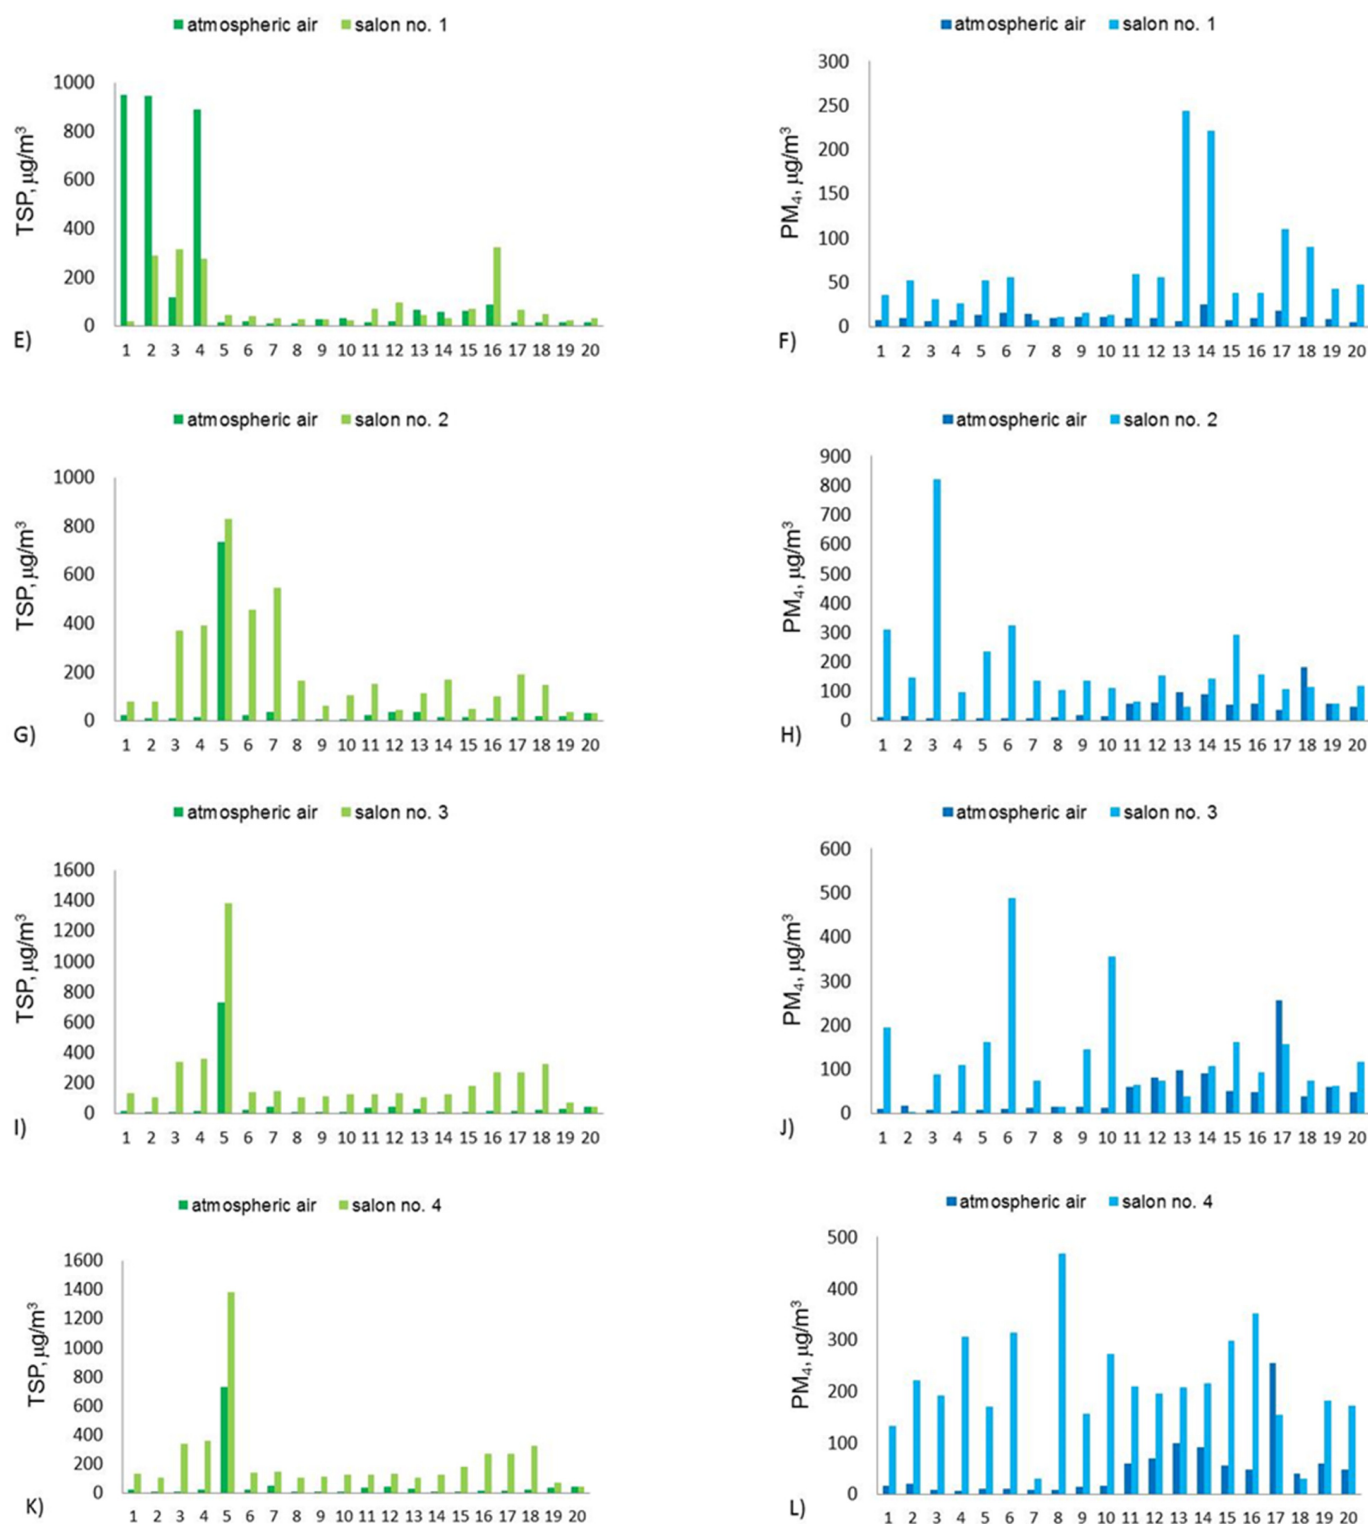 atmospheric air salon no. 1
TSP, μg/m³
1000
800
600
400
200
0
1 2 3 4 5 6 7 8 9 10 11 12 13 14 15 16 17 18 19 20
E)
atmospheric air salon no. 1
PM₄, μg/m³
300
250
200
150
100
50
0
1 2 3 4 5 6 7 8 9 10 11 12 13 14 15 16 17 18 19 20
F)
atmospheric air salon no. 2
TSP, μg/m³
1000
800
600
400
200
0
1 2 3 4 5 6 7 8 9 10 11 12 13 14 15 16 17 18 19 20
G)
atmospheric air salon no. 2
PM₄, μg/m³
900
800
700
600
500
400
300
200
100
0
1 2 3 4 5 6 7 8 9 10 11 12 13 14 15 16 17 18 19 20
H)
atmospheric air salon no. 3
TSP, μg/m³
1600
1400
1200
1000
800
600
400
200
0
1 2 3 4 5 6 7 8 9 10 11 12 13 14 15 16 17 18 19 20
I)
atmospheric air salon no. 3
PM₄, μg/m³
600
500
400
300
200
100
0
1 2 3 4 5 6 7 8 9 10 11 12 13 14 15 16 17 18 19 20
J)
atmospheric air salon no. 4
TSP, μg/m³
1600
1400
1200
1000
800
600
400
200
0
1 2 3 4 5 6 7 8 9 10 11 12 13 14 15 16 17 18 19 20
K)
atmospheric air salon no. 4
PM₄, μg/m³
500
400
300
200
100
0
1 2 3 4 5 6 7 8 9 10 11 12 13 14 15 16 17 18 19 20
L)